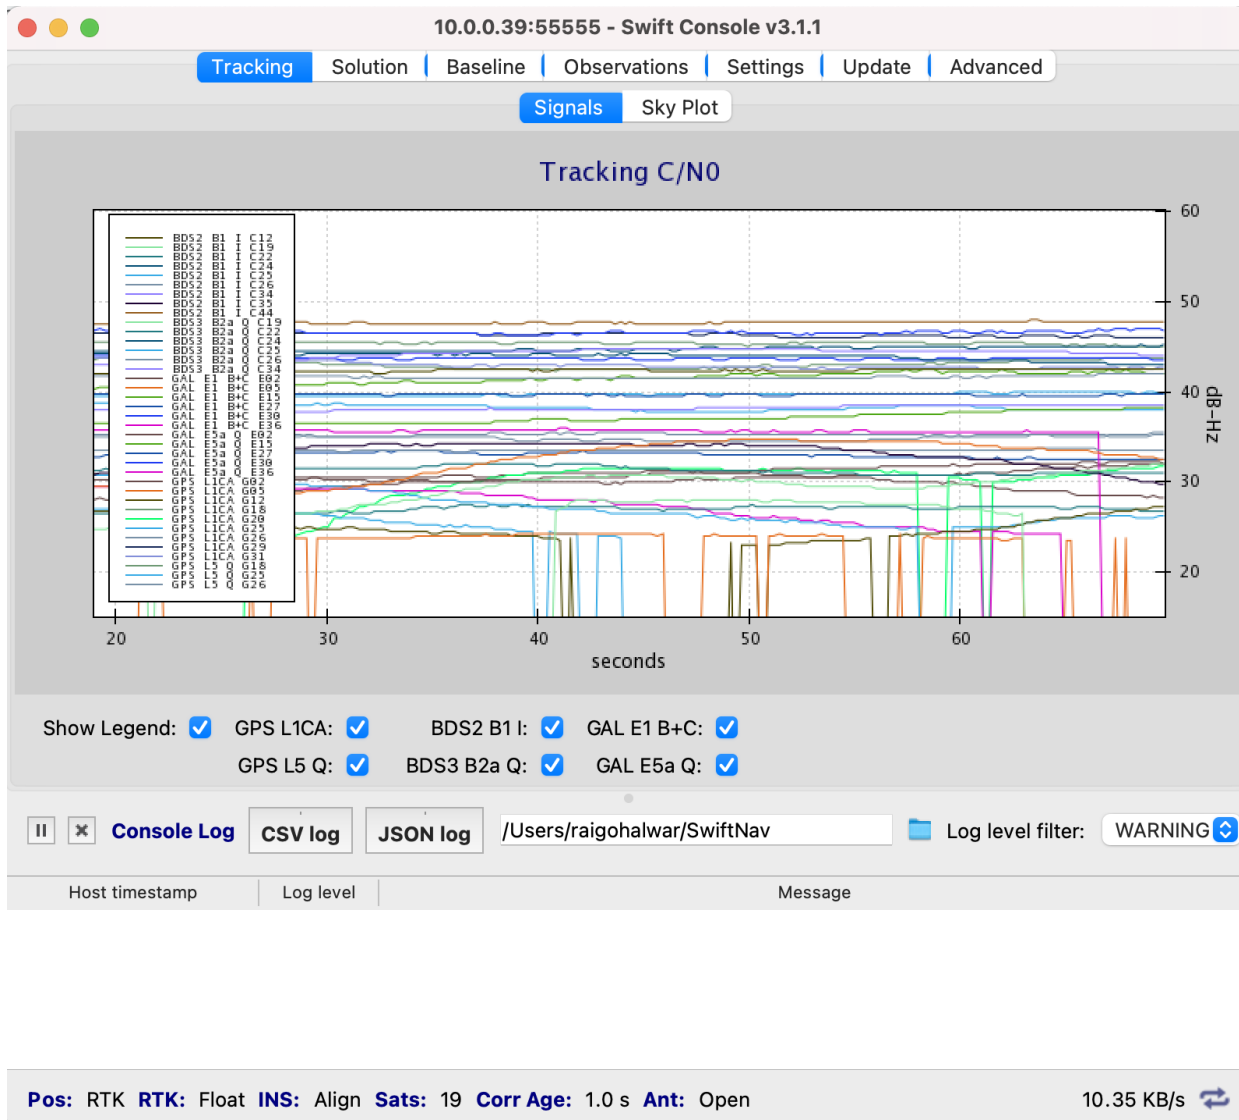 10.0.0.39:55555 - Swift Console v3.1.1
Tracking Solution Baseline Observations Settings Update Advanced
Signals Sky Plot
Tracking C/N0
BDS2 B1 I C12
BDS2 B1 I C19
BDS2 B1 I C22
BDS2 B1 I C24
BDS2 B1 I C25
BDS2 B1 I C26
BDS2 B1 I C34
BDS2 B1 I C35
BDS2 B1 I C44
BDS3 B2a Q C19
BDS3 B2a Q C22
BDS3 B2a Q C24
BDS3 B2a Q C25
BDS3 B2a Q C26
BDS3 B2a Q C34
GAL E1 B+C E02
GAL E1 B+C E05
GAL E1 B+C E15
GAL E1 B+C E27
GAL E1 B+C E30
GAL E1 B+C E36
GAL E5a Q E02
GAL E5a Q E15
GAL E5a Q E27
GAL E5a Q E30
GAL E5a Q E36
GPS L1CA G02
GPS L1CA G05
GPS L1CA G12
GPS L1CA G18
GPS L1CA G20
GPS L1CA G25
GPS L1CA G26
GPS L1CA G29
GPS L1CA G31
GPS L5 Q G18
GPS L5 Q G25
GPS L5 Q G26
60
50
40
30
20
dB-Hz
20 30 40 50 60
seconds
Show Legend: GPS L1CA: BDS2 B1 I: GAL E1 B+C:
GPS L5 Q: BDS3 B2a Q: GAL E5a Q:
Console Log CSV log JSON log /Users/raigohalwar/SwiftNav Log level filter: WARNING
Host timestamp Log level Message
Pos: RTK RTK: Float INS: Align Sats: 19 Corr Age: 1.0 s Ant: Open 10.35 KB/s